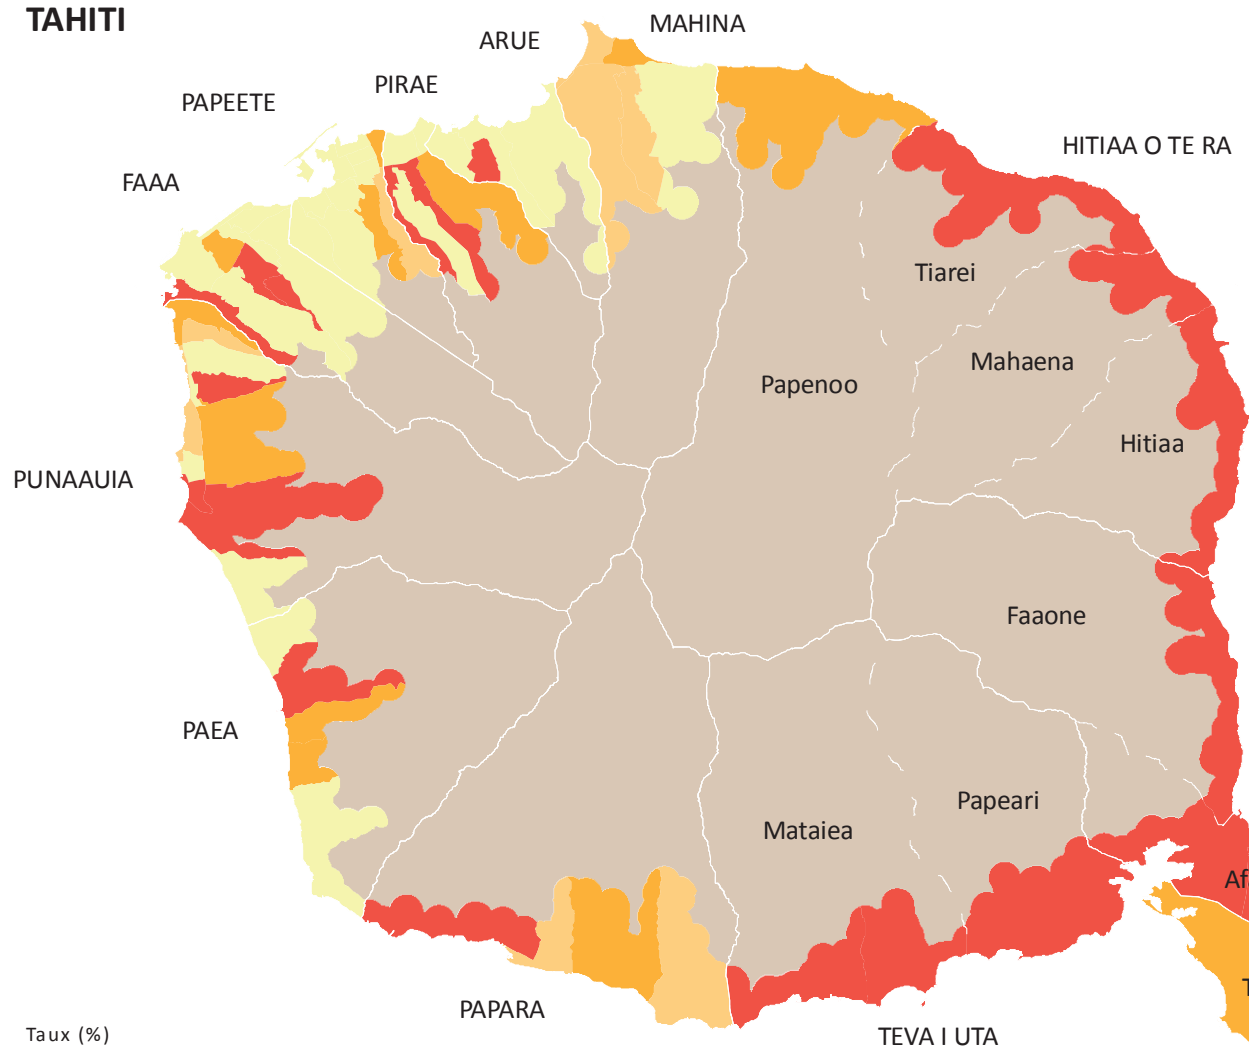 TAHITI
MAHINA
ARUE
PIRAE
PAPEETE
HITIAA O TE RA
FAAA
Tiarei
Mahaena
Papenoo
Hitiaa
PUNAAUIA
Faaone
PAEA
Papeari
Mataiea
Af
T
PAPARA
Taux (%)
TEVA I UTA